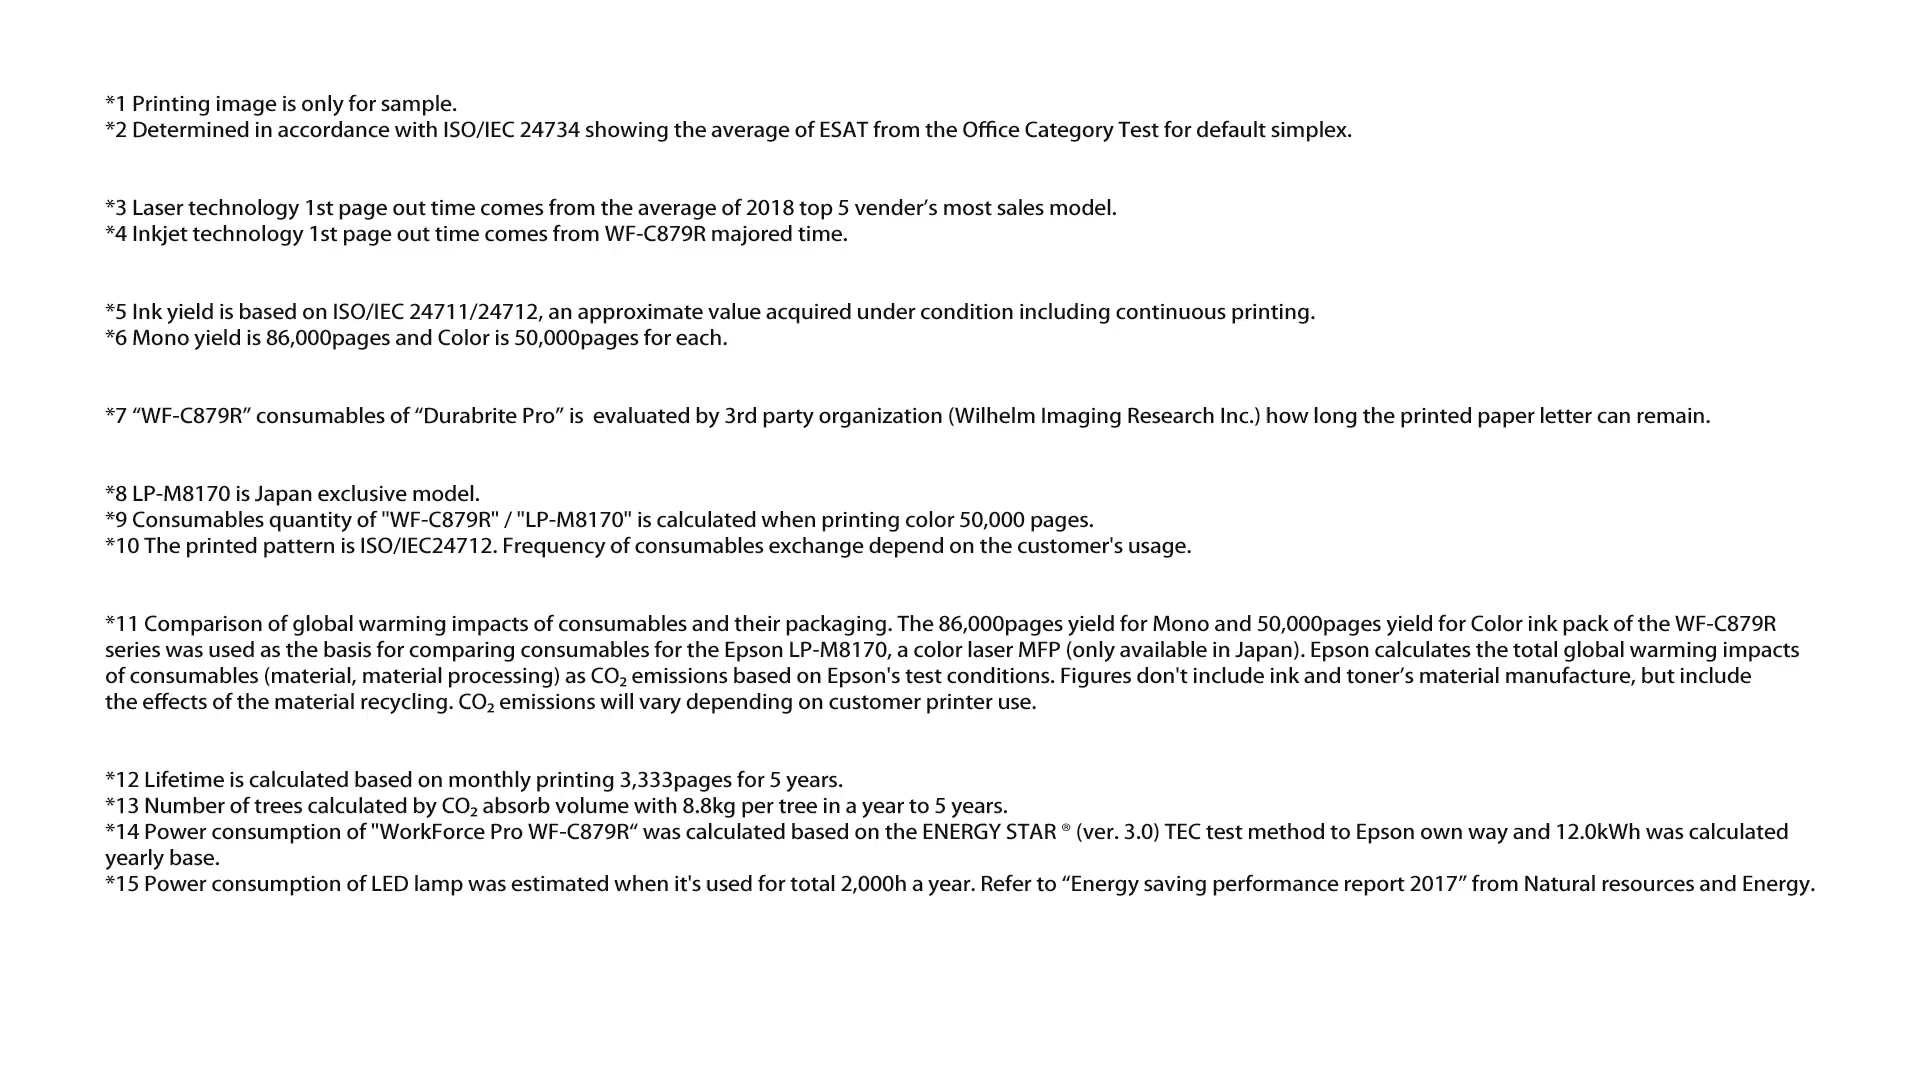 *1 Printing image is only for sample.
*2 Determined in accordance with ISO/IEC 24734 showing the average of ESAT from the Office Category Test for default simplex.
*3 Laser technology 1st page out time comes from the average of 2018 top 5 vender’s most sales model.
*4 Inkjet technology 1st page out time comes from WF-C879R majored time.
*5 Ink yield is based on ISO/IEC 24711/24712, an approximate value acquired under condition including continuous printing.
*6 Mono yield is 86,000pages and Color is 50,000pages for each.
*7 “WF-C879R” consumables of “Durabrite Pro” is  evaluated by 3rd party organization (Wilhelm Imaging Research Inc.) how long the printed paper letter can remain.
*8 LP-M8170 is Japan exclusive model.
*9 Consumables quantity of "WF-C879R" / "LP-M8170" is calculated when printing color 50,000 pages.
*10 The printed pattern is ISO/IEC24712. Frequency of consumables exchange depend on the customer's usage.
*11 Comparison of global warming impacts of consumables and their packaging. The 86,000pages yield for Mono and 50,000pages yield for Color ink pack of the WF-C879R
series was used as the basis for comparing consumables for the Epson LP-M8170, a color laser MFP (only available in Japan). Epson calculates the total global warming impacts
of consumables (material, material processing) as CO₂ emissions based on Epson's test conditions. Figures don't include ink and toner’s material manufacture, but include
the effects of the material recycling. CO₂ emissions will vary depending on customer printer use.
*12 Lifetime is calculated based on monthly printing 3,333pages for 5 years.
*13 Number of trees calculated by CO₂ absorb volume with 8.8kg per tree in a year to 5 years.
*14 Power consumption of "WorkForce Pro WF-C879R“ was calculated based on the ENERGY STAR ® (ver. 3.0) TEC test method to Epson own way and 12.0kWh was calculated
yearly base.
*15 Power consumption of LED lamp was estimated when it's used for total 2,000h a year. Refer to “Energy saving performance report 2017” from Natural resources and Energy.